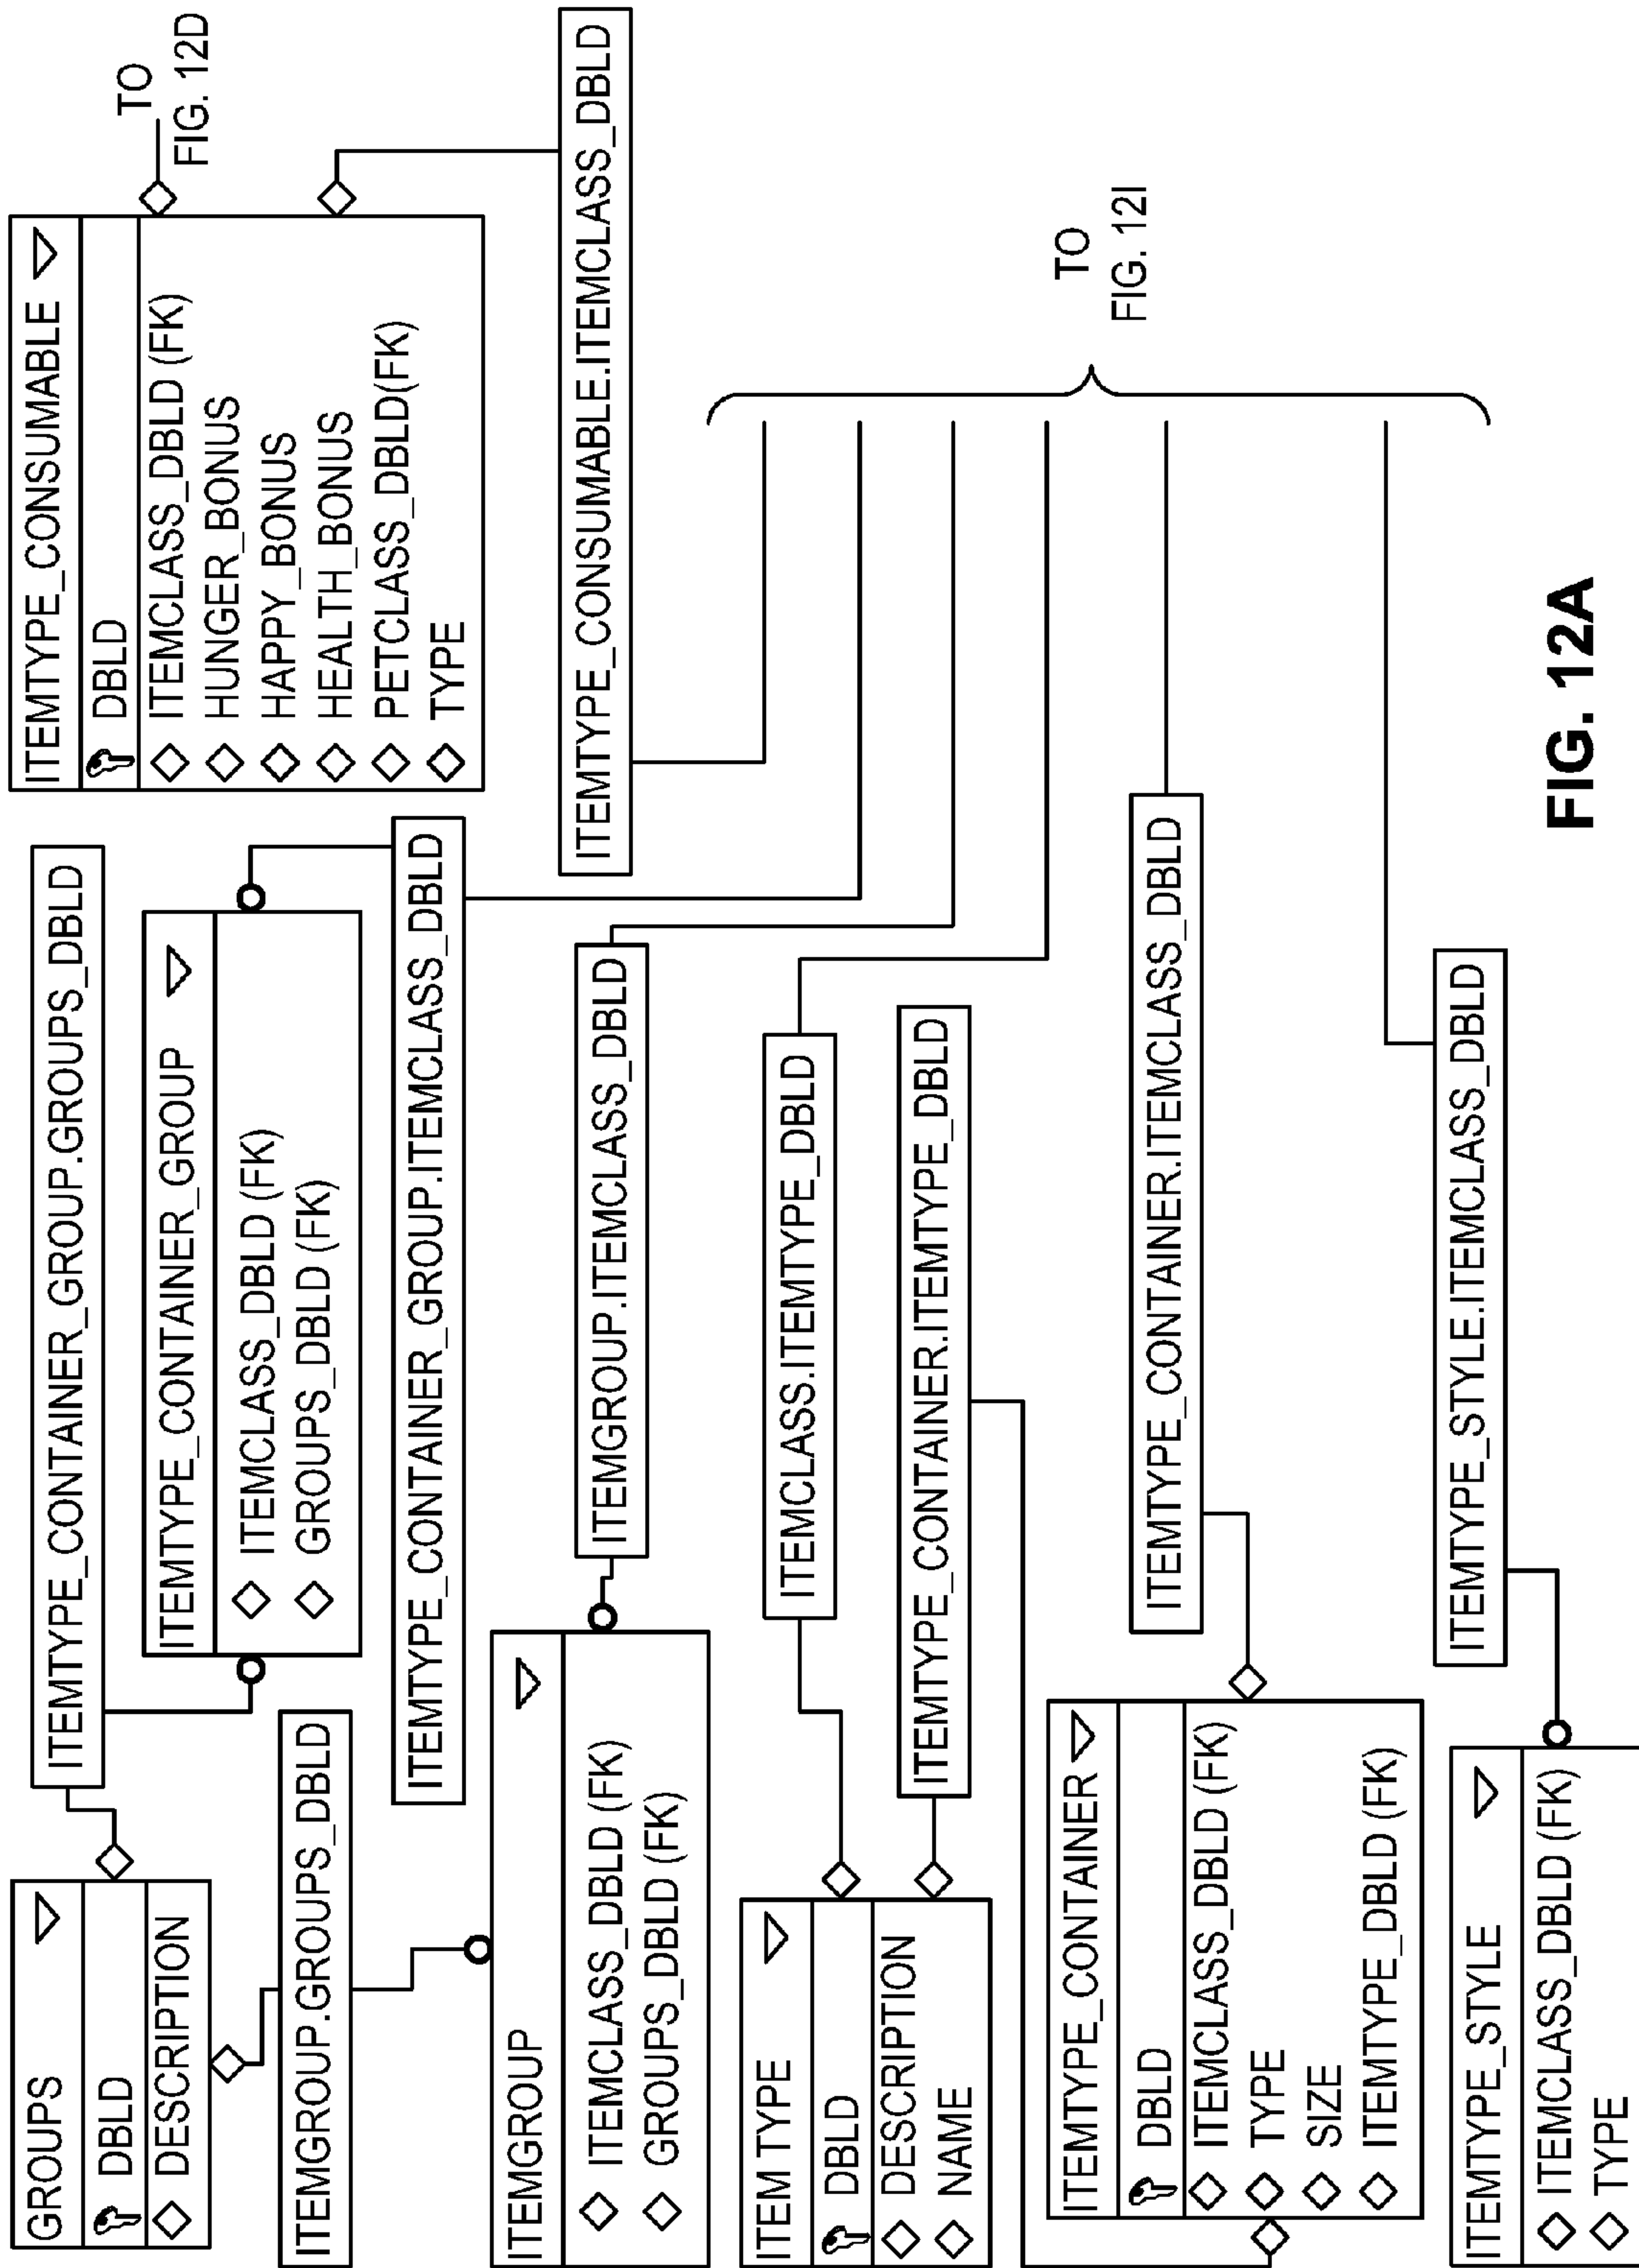 GROUPS
DBLD
DESCRIPTION
ITEMTYPE_CONTAINER_GROUP.GROUPS_DBLD
ITEMTYPE_CONTAINER_GROUP
ITEMCLASS_DBLD (FK)
GROUPS_DBLD (FK)
ITEMTYPE_CONSUMABLE
DBLD
ITEMCLASS_DBLD (FK)
HUNGER_BONUS
HAPPY_BONUS
HEALTH_BONUS
PETCLASS_DBLD(FK)
TYPE
TO
FIG. 12D
ITEMGROUP.GROUPS_DBLD
ITEMTYPE_CONTAINER_GROUP.ITEMCLASS_DBLD
ITEMTYPE_CONSUMABLE.ITEMCLASS_DBLD
ITEMGROUP
ITEMCLASS_DBLD (FK)
GROUPS_DBLD (FK)
ITEMGROUP.ITEMCLASS_DBLD
ITEM TYPE
DBLD
DESCRIPTION
NAME
ITEMCLASS.ITEMTYPE_DBLD
ITEMTYPE_CONTAINER.ITEMTYPE_DBLD
TO
FIG. 12I
ITEMTYPE_CONTAINER
DBLD
ITEMCLASS_DBLD (FK)
TYPE
SIZE
ITEMTYPE_DBLD (FK)
ITEMTYPE_CONTAINER.ITEMCLASS_DBLD
ITEMTYPE_STYLE
ITEMCLASS_DBLD (FK)
TYPE
ITEMTYPE_STYLE.ITEMCLASS_DBLD
FIG. 12A